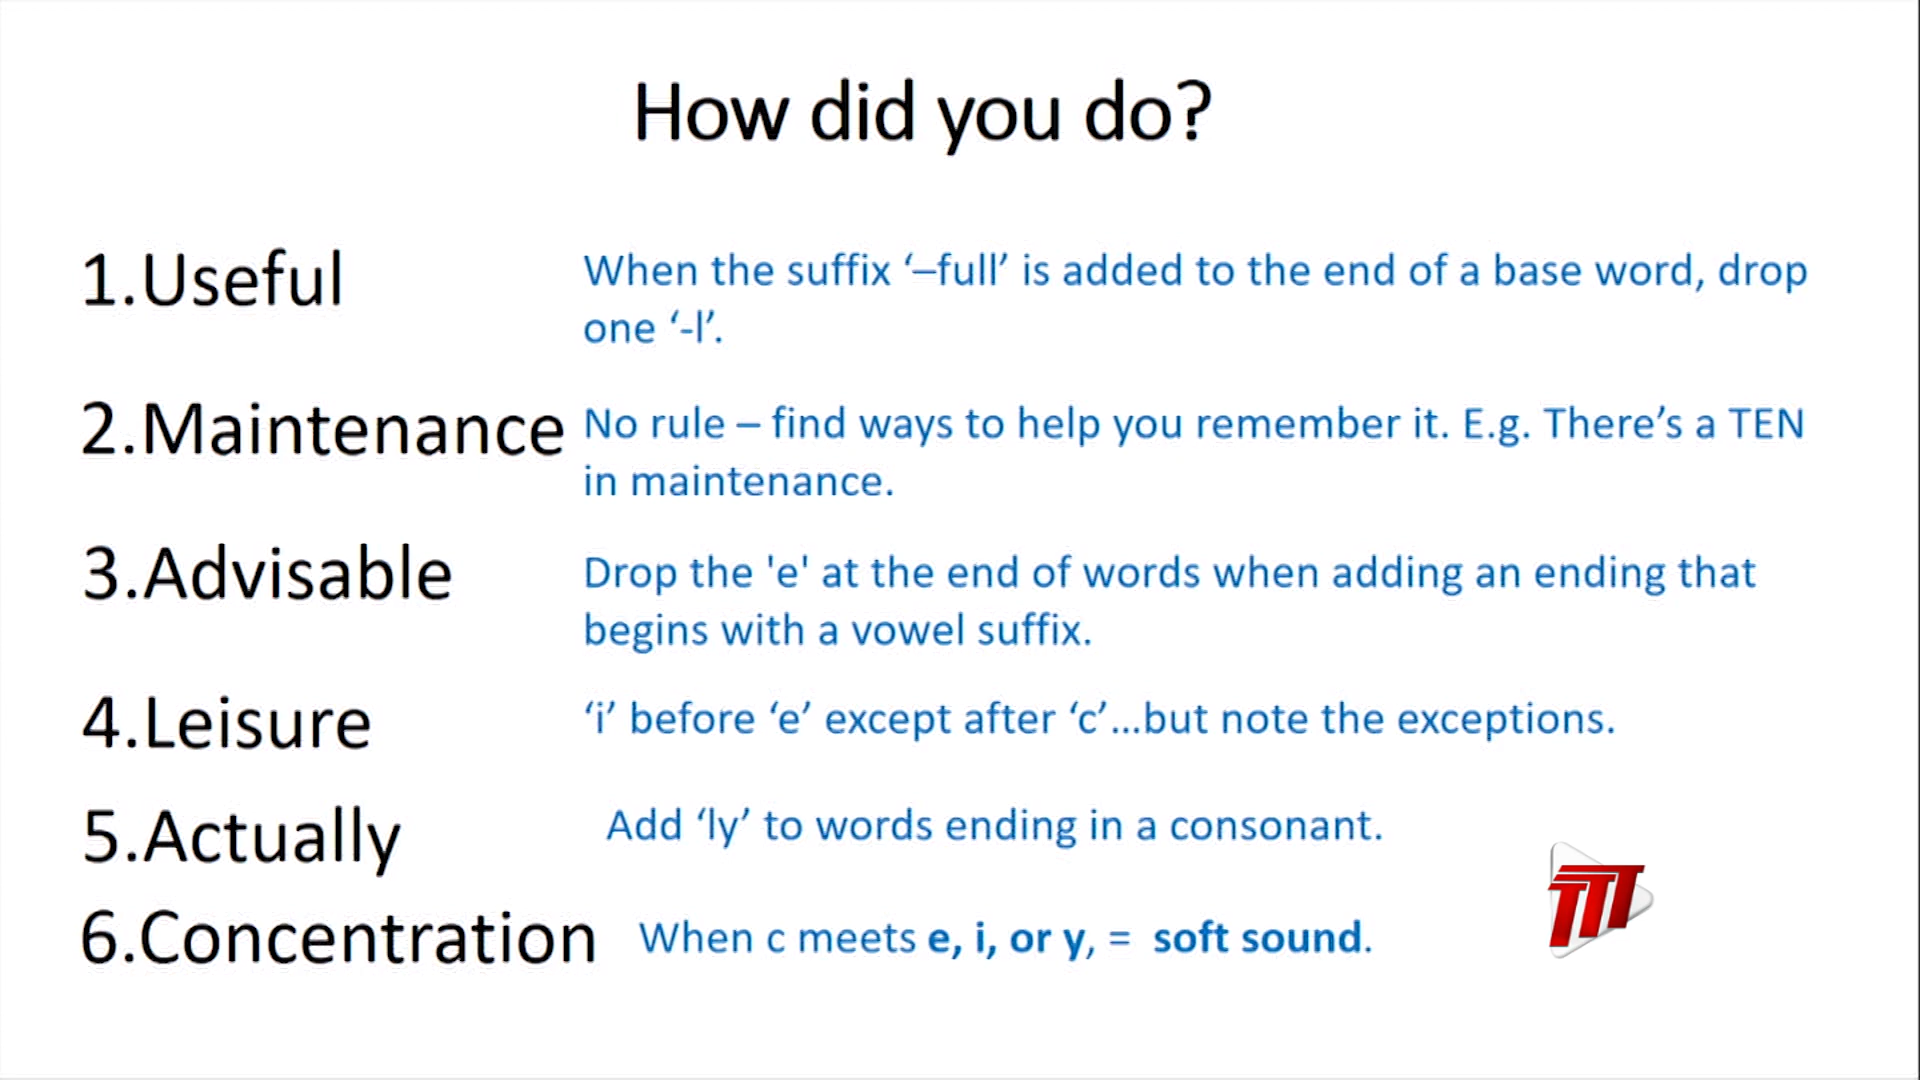 How did you do?
1.Useful
When the suffix ‘–full’ is added to the end of a base word, drop
one ‘-l’.
2.Maintenance
No rule – find ways to help you remember it. E.g. There’s a TEN
in maintenance.
3.Advisable
Drop the 'e' at the end of words when adding an ending that
begins with a vowel suffix.
4.Leisure
‘i’ before ‘e’ except after ‘c’...but note the exceptions.
5.Actually
Add ‘ly’ to words ending in a consonant.
6.Concentration
When c meets e, i, or y, = soft sound.
TTT